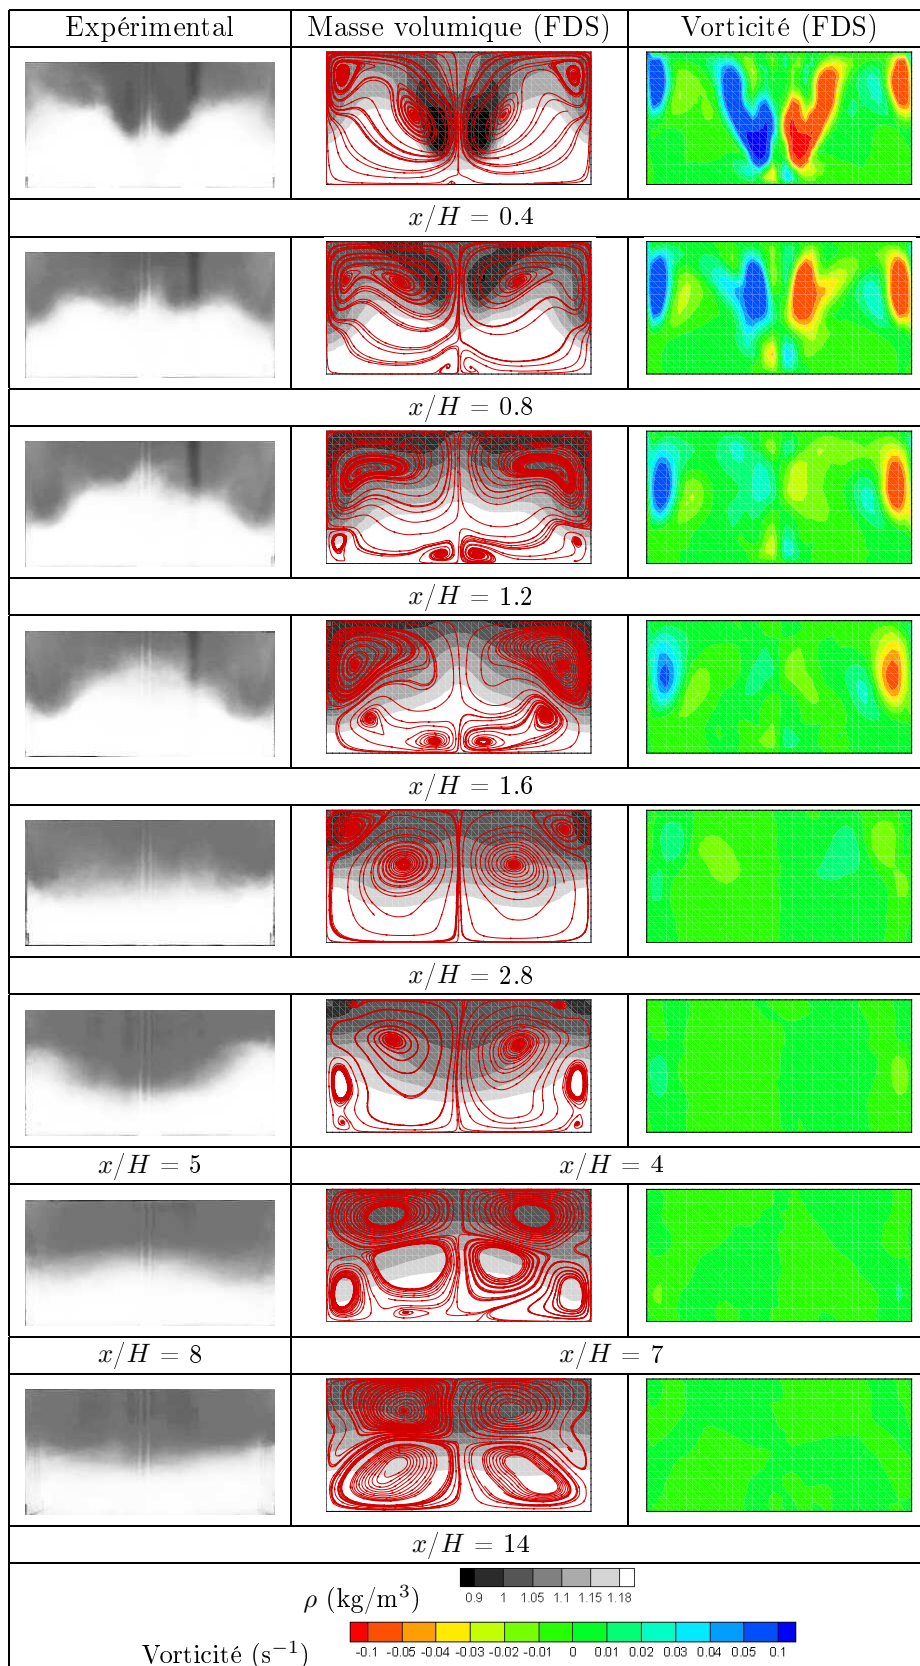 Expérimental
Masse volumique (FDS)
Vorticité (FDS)
x/H = 0.4
x/H = 0.8
x/H = 1.2
x/H = 1.6
x/H = 2.8
x/H = 5
x/H = 4
x/H = 8
x/H = 7
x/H = 14
ρ (kg/m³)
0.9 1 1.05 1.1 1.15 1.18
Vorticité (s⁻¹)
-0.1 -0.05 -0.04 -0.03 -0.02 -0.01 0 0.01 0.02 0.03 0.04 0.05 0.1